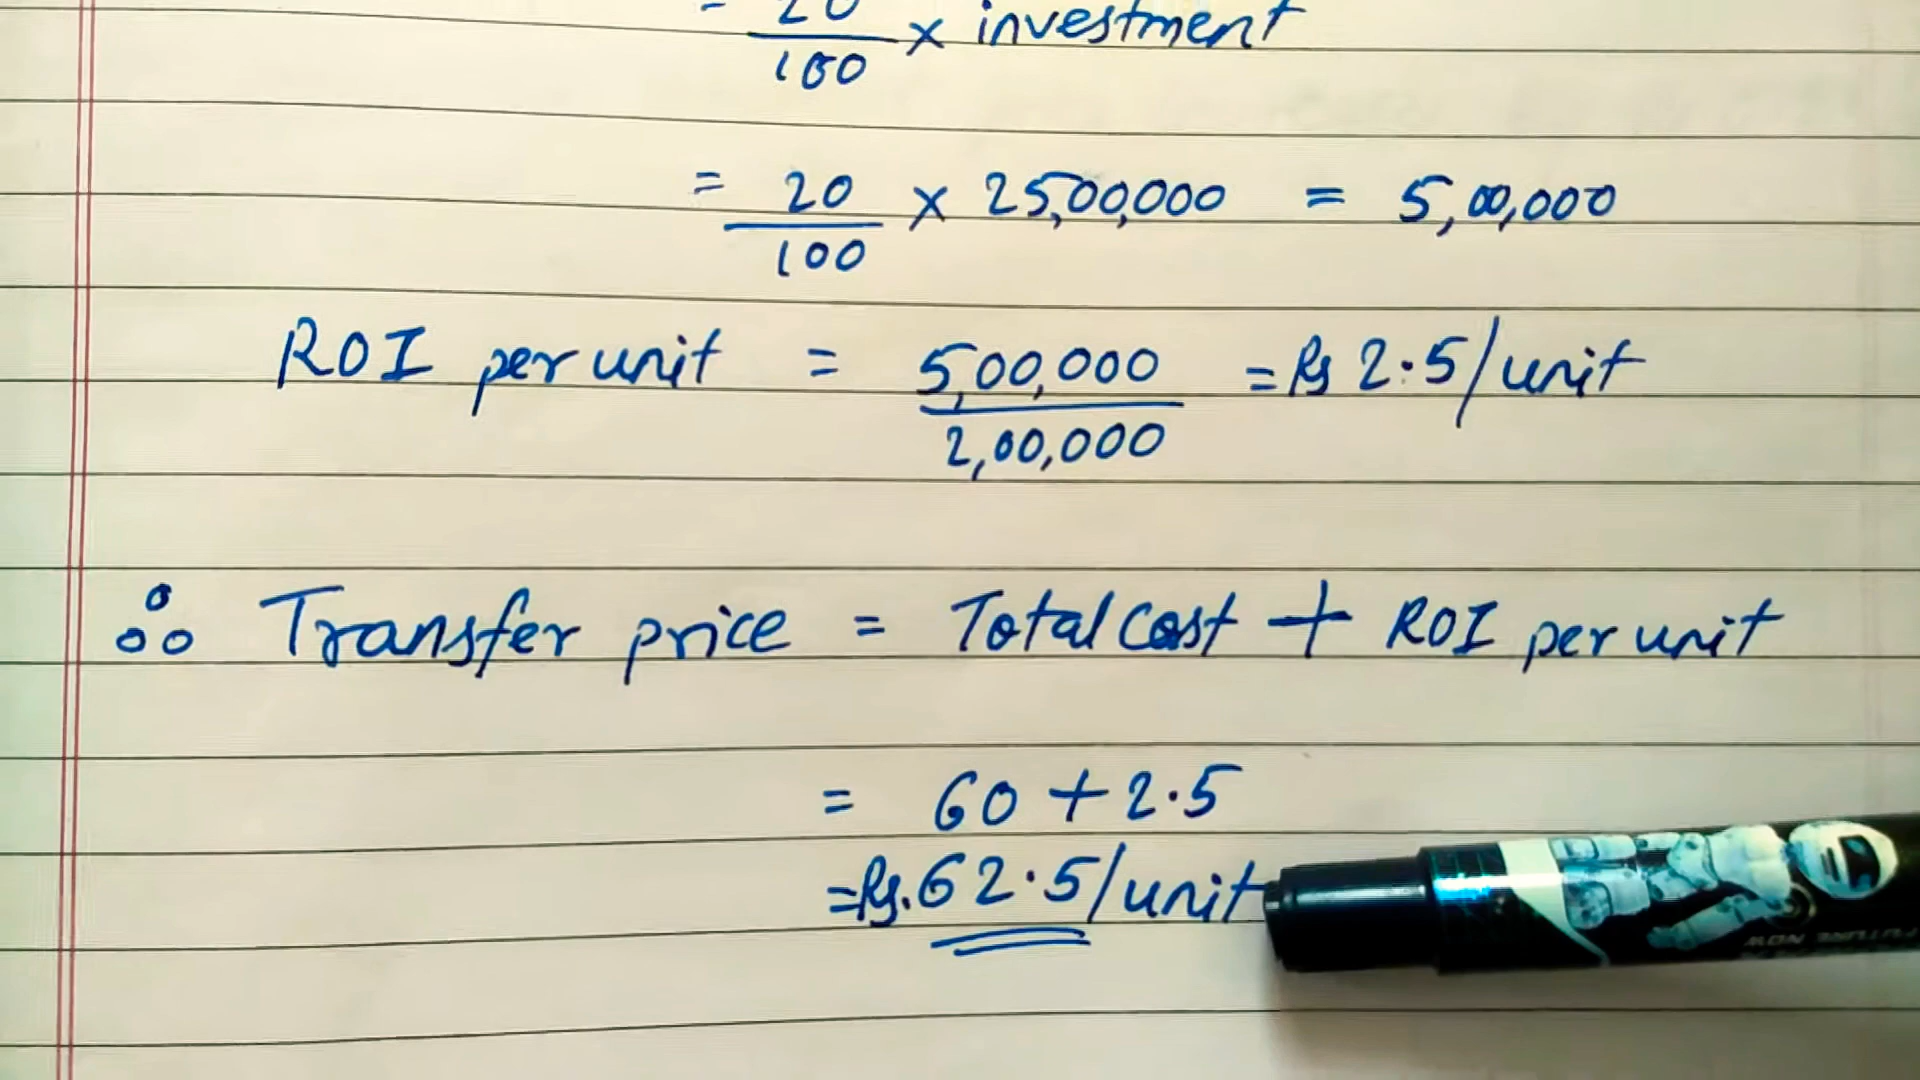 = 20/100 × investment
= 20/100 × 25,00,000 = 5,00,000
ROI per unit = 5,00,000/2,00,000 = Rs 2.5/unit
∴ Transfer price = Total cost + ROI per unit
= 60 + 2.5
= Rs. 62.5/unit
FUTURE NOW